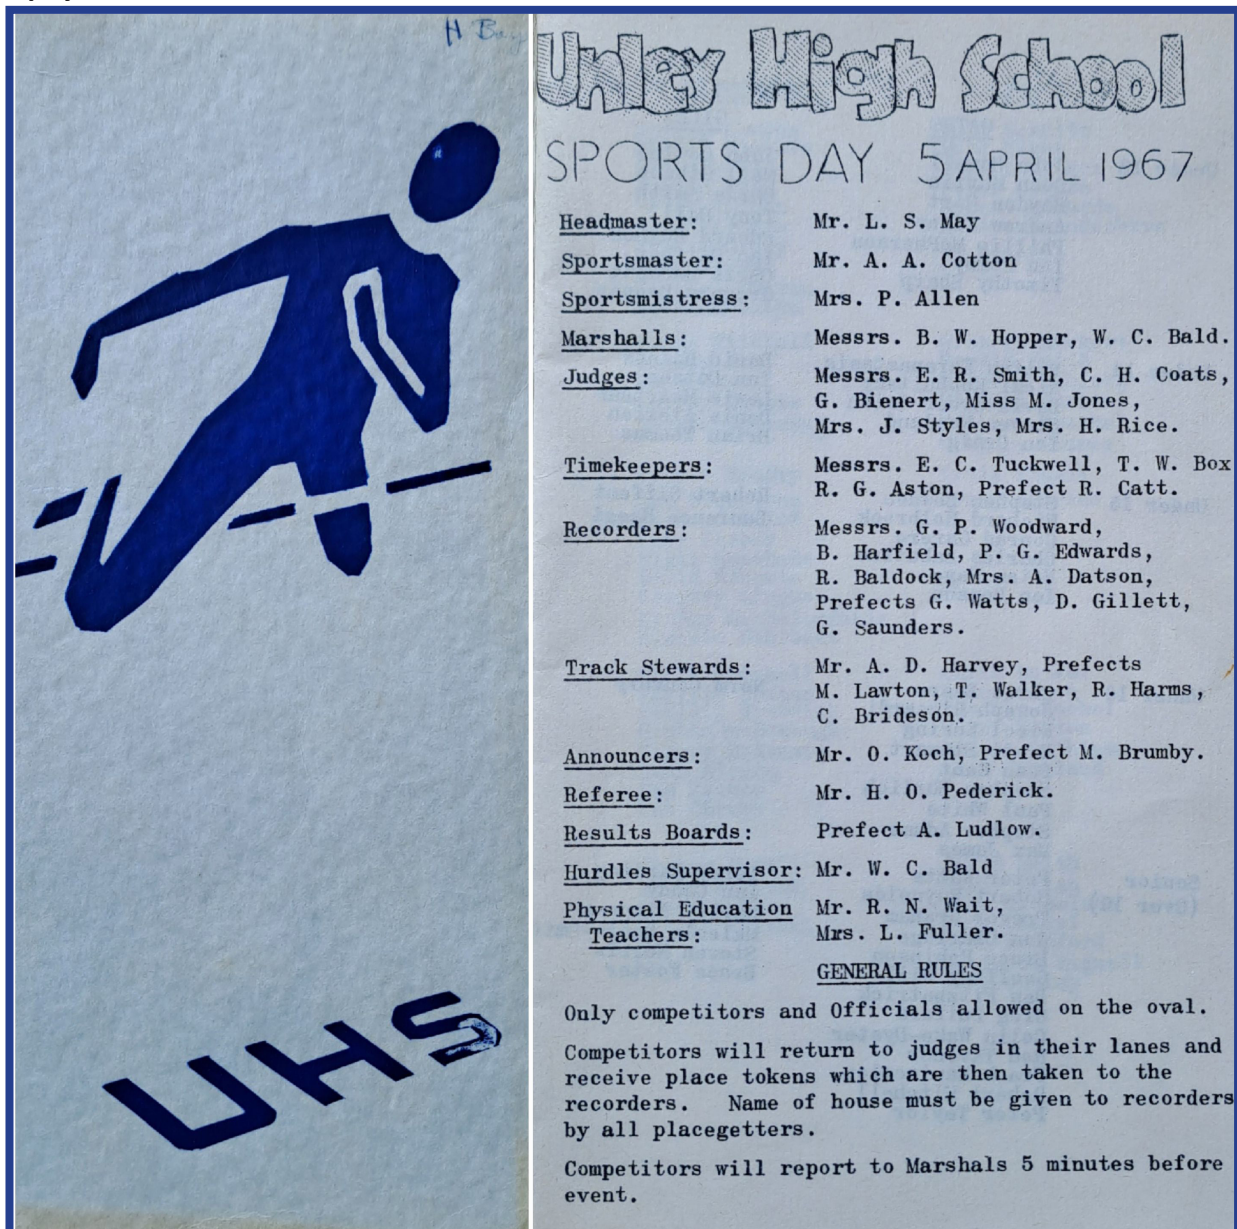 H
UHS
Unley High School
SPORTS DAY 5 APRIL 1967
Headmaster: Mr. L. S. May
Sportsmaster: Mr. A. A. Cotton
Sportsmistress: Mrs. P. Allen
Marshalls: Messrs. B. W. Hopper, W. C. Bald.
Judges: Messrs. E. R. Smith, C. H. Coats,
G. Bienert, Miss M. Jones,
Mrs. J. Styles, Mrs. H. Rice.
Timekeepers: Messrs. E. C. Tuckwell, T. W. Box
R. G. Aston, Prefect R. Catt.
Recorders: Messrs. G. P. Woodward,
B. Harfield, P. G. Edwards,
R. Baldock, Mrs. A. Datson,
Prefects G. Watts, D. Gillett,
G. Saunders.
Track Stewards: Mr. A. D. Harvey, Prefects
M. Lawton, T. Walker, R. Harms,
C. Brideson.
Announcers: Mr. O. Koch, Prefect M. Brumby.
Referee: Mr. H. O. Pederick.
Results Boards: Prefect A. Ludlow.
Hurdles Supervisor: Mr. W. C. Bald
Physical Education Mr. R. N. Wait,
Teachers: Mrs. L. Fuller.
GENERAL RULES
Only competitors and Officials allowed on the oval.
Competitors will return to judges in their lanes and
receive place tokens which are then taken to the
recorders. Name of house must be given to recorders
by all placegetters.
Competitors will report to Marshals 5 minutes before
event.